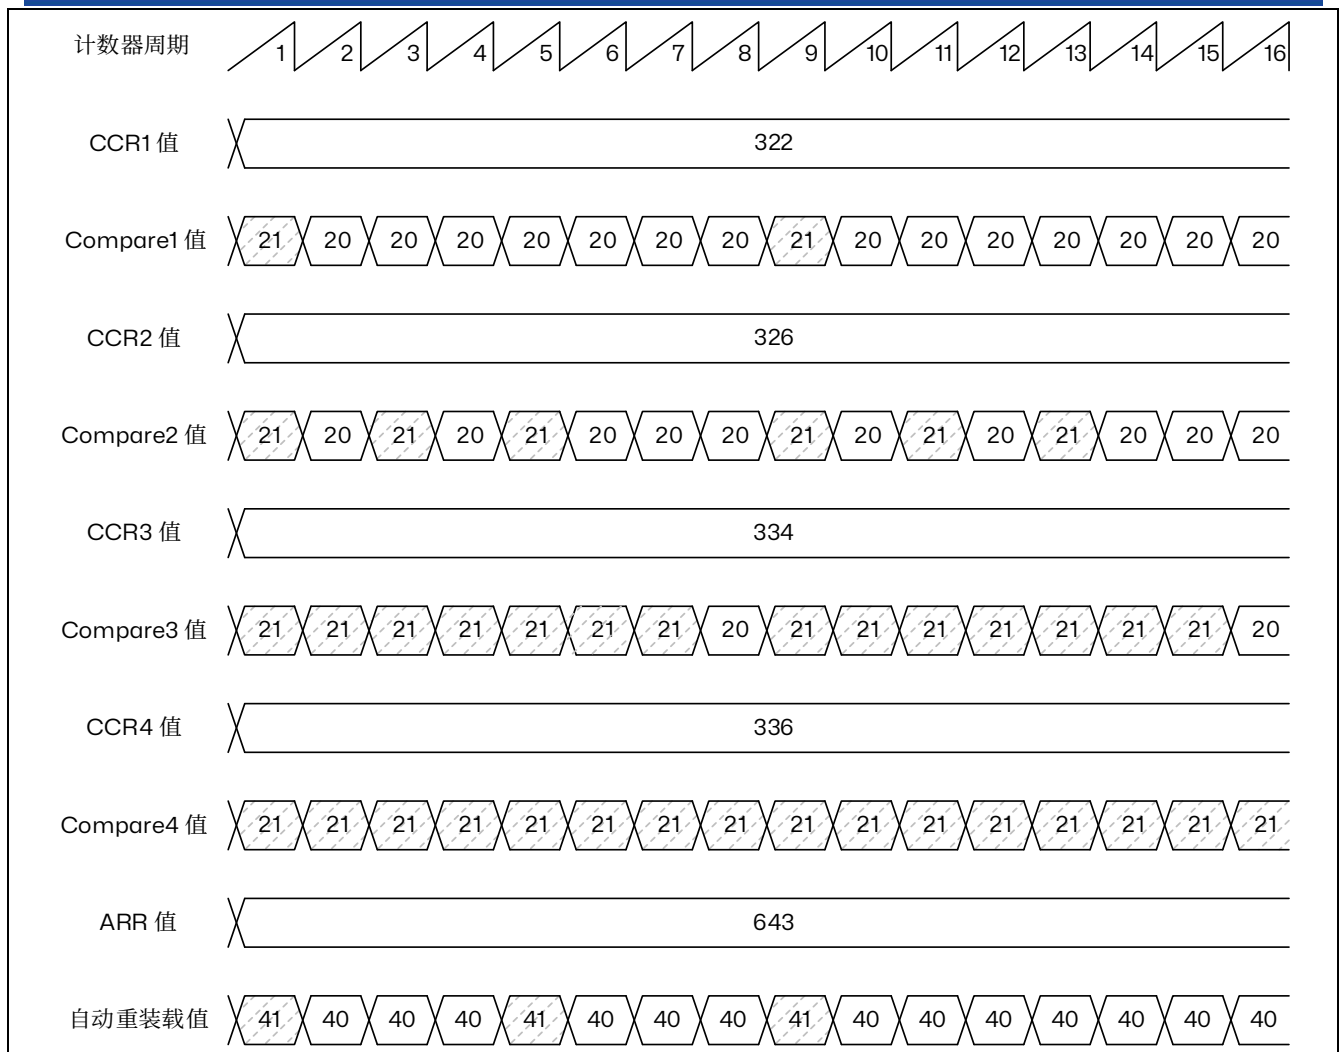 计数器周期 1 2 3 4 5 6 7 8 9 10 11 12 13 14 15 16
CCR1 值 322
Compare1 值 21 20 20 20 20 20 20 20 21 20 20 20 20 20 20 20
CCR2 值 326
Compare2 值 21 20 21 20 21 20 20 20 21 20 21 20 21 20 20 20
CCR3 值 334
Compare3 值 21 21 21 21 21 21 21 20 21 21 21 21 21 21 21 20
CCR4 值 336
Compare4 值 21 21 21 21 21 21 21 21 21 21 21 21 21 21 21 21
ARR 值 643
自动重装载值 41 40 40 40 41 40 40 40 41 40 40 40 40 40 40 40